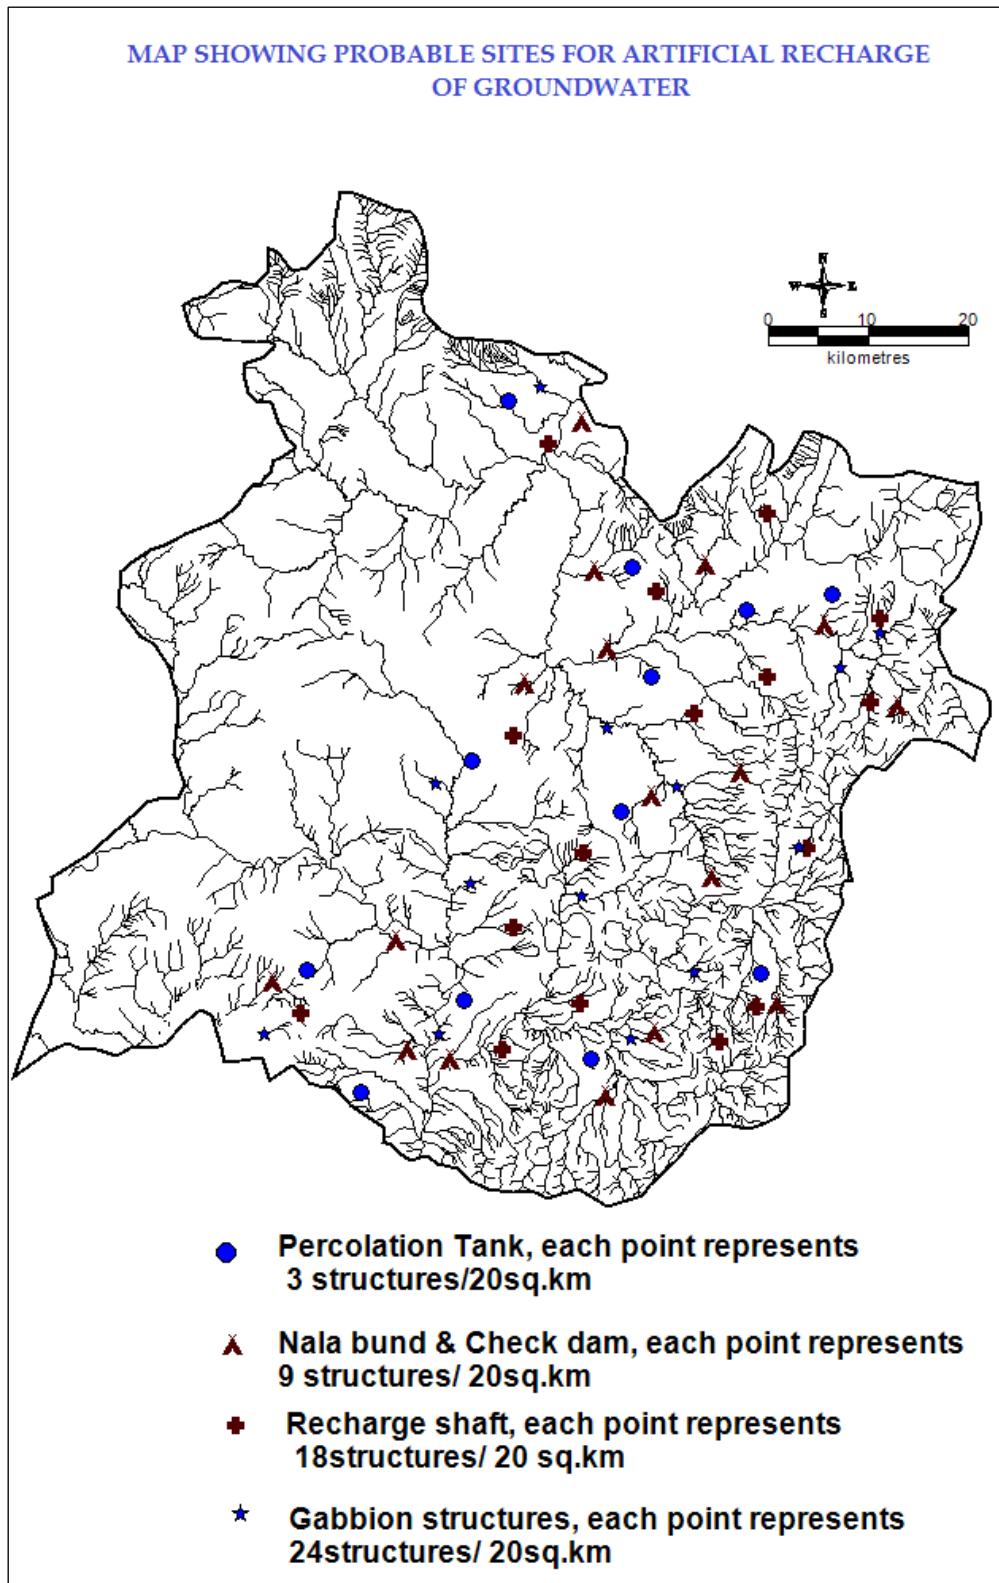 MAP SHOWING PROBABLE SITES FOR ARTIFICIAL RECHARGE
OF GROUNDWATER
N
W E
S
0 10 20
kilometres
Percolation Tank, each point represents
3 structures/20sq.km
Nala bund & Check dam, each point represents
9 structures/ 20sq.km
Recharge shaft, each point represents
18structures/ 20 sq.km
Gabbion structures, each point represents
24structures/ 20sq.km